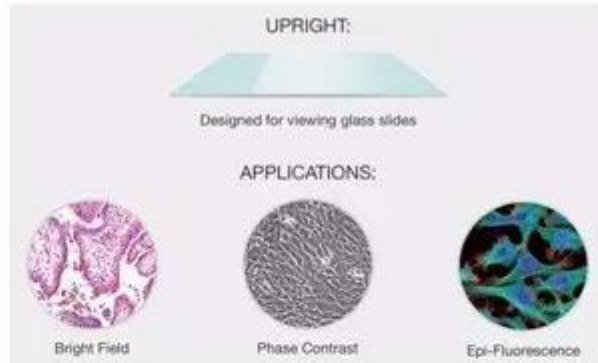 UPRIGHT:
Designed for viewing glass slides
APPLICATIONS:
Bright Field
Phase Contrast
Epi-Fluorescence